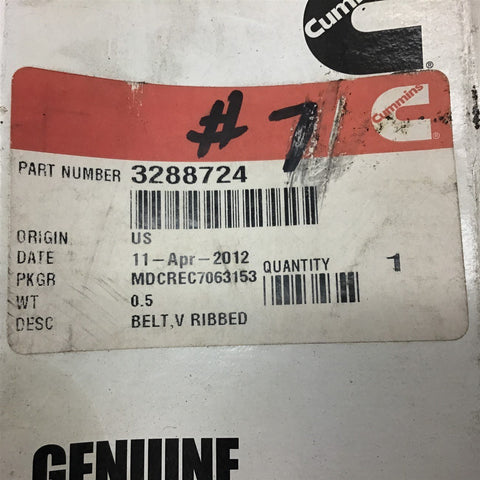 Cummins
®
Cummins
®
# 7
PART NUMBER 3288724
ORIGIN US
DATE 11-Apr-2012
PKGR MDCREC7063153
QUANTITY 1
WT 0.5
DESC BELT,V RIBBED
GENUINE